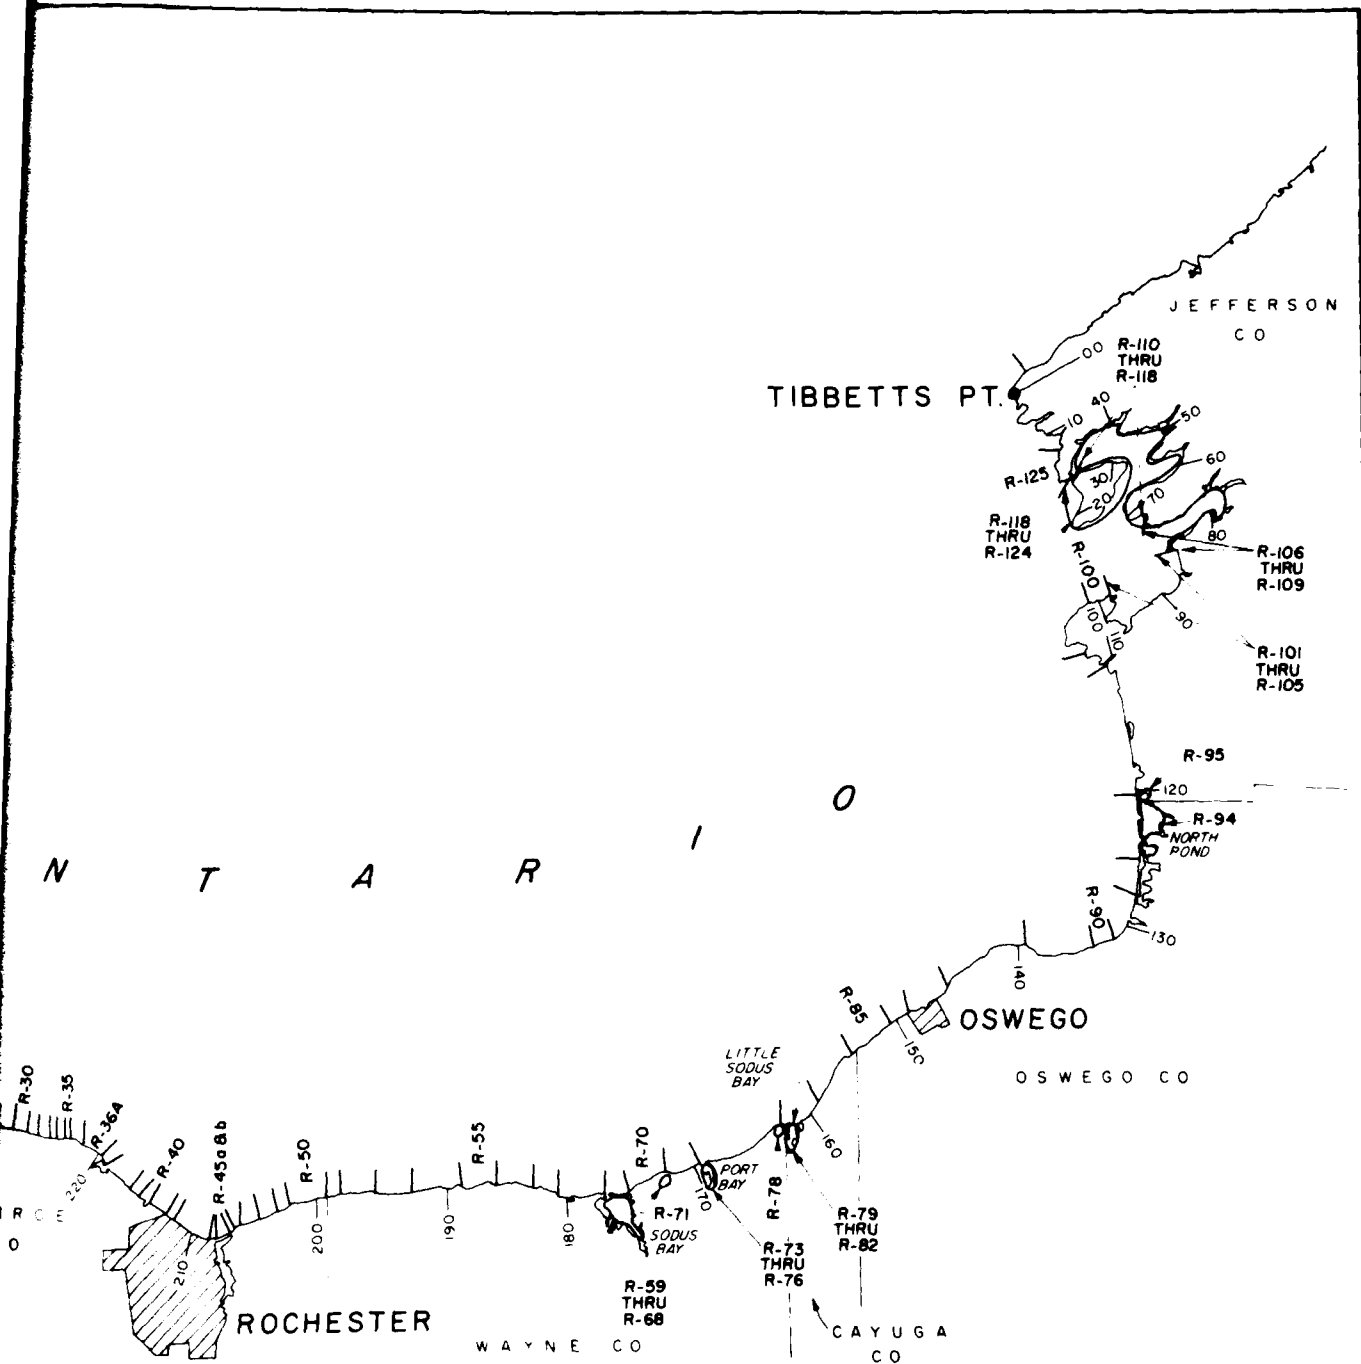 JEFFERSON
CO
00
R-110
THRU
R-118
TIBBETTS PT.
10
40
50
60
R-125
30
20
70
80
R-118
THRU
R-124
R-100
R-106
THRU
R-109
100
110
90
R-101
THRU
R-105
R-95
120
R-94
NORTH
POND
O
I
N T A R
R-90
130
140
R-85
OSWEGO
150
OSWEGO CO
LITTLE
SODUS
BAY
R-30
R-35
R-36A
R-40
R-45a&b
R-50
R-55
R-70
160
220
PORT
BAY
170
R-78
R-71
SODUS
BAY
R-79
THRU
R-82
R C E
O
200
190
180
210
R-73
THRU
R-76
R-59
THRU
R-68
ROCHESTER
WAYNE CO
CAYUGA
CO